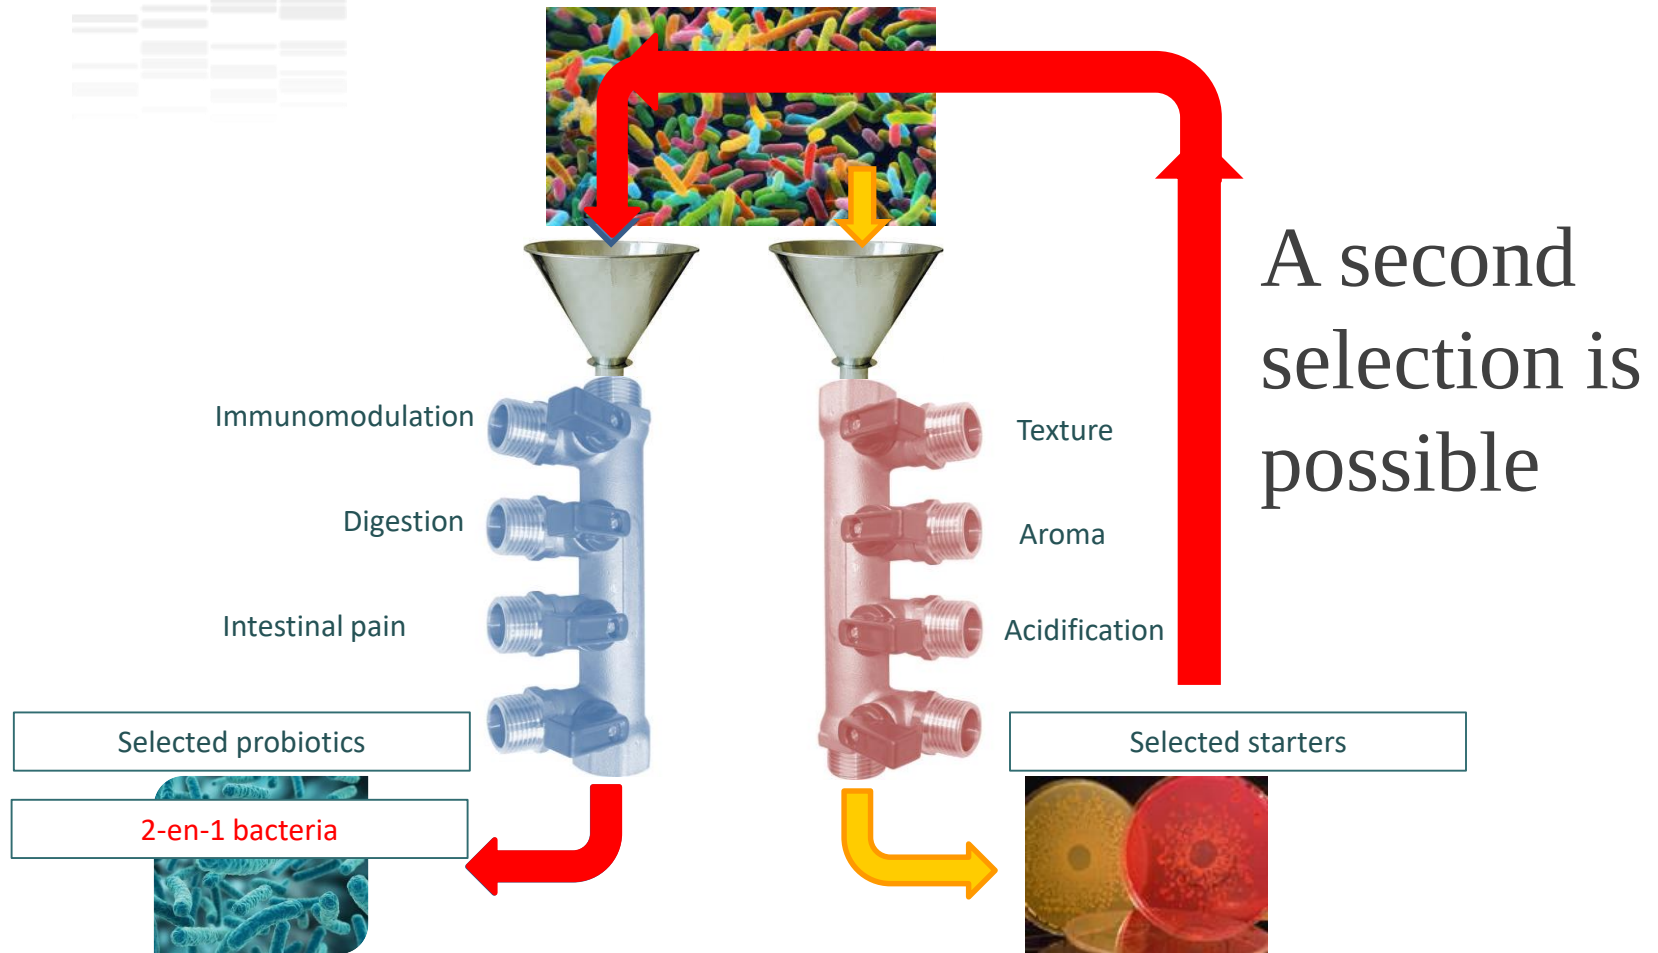 A second
selection is
possible
Immunomodulation
Digestion
Intestinal pain
Texture
Aroma
Acidification
Selected probiotics
2-en-1 bacteria
Selected starters